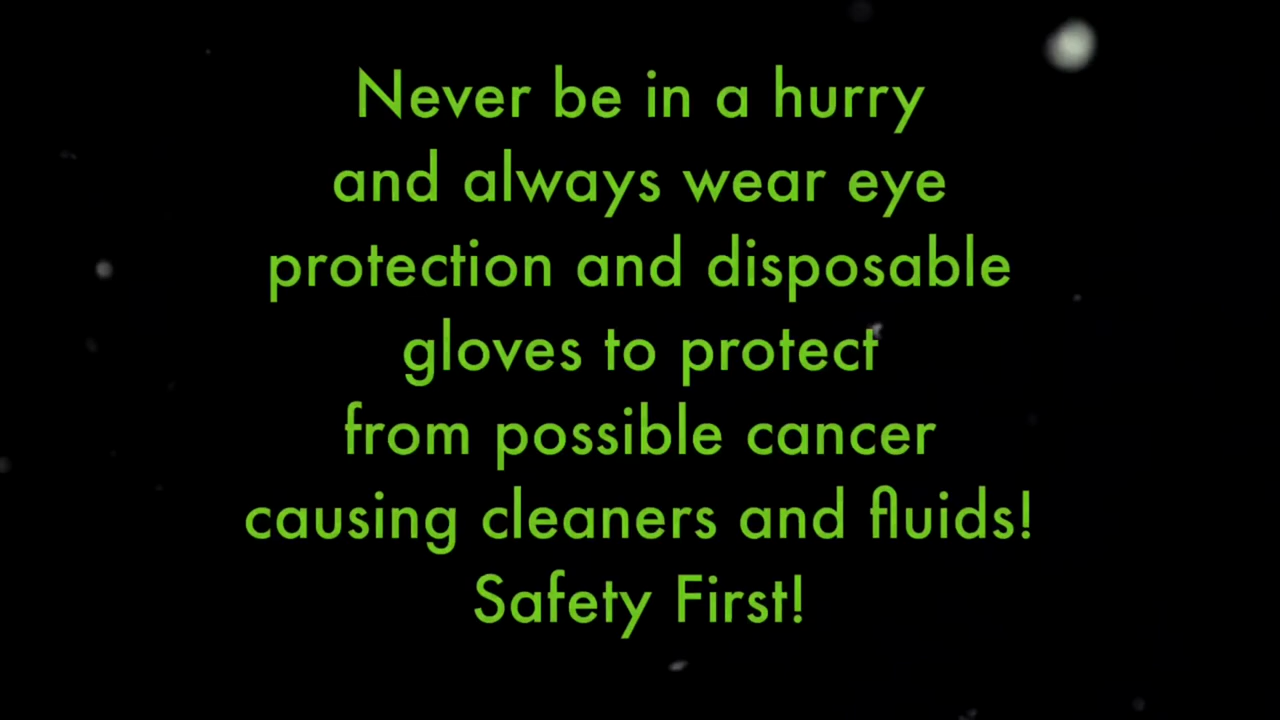 Never be in a hurry
and always wear eye
protection and disposable
gloves to protect
from possible cancer
causing cleaners and fluids!
Safety First!